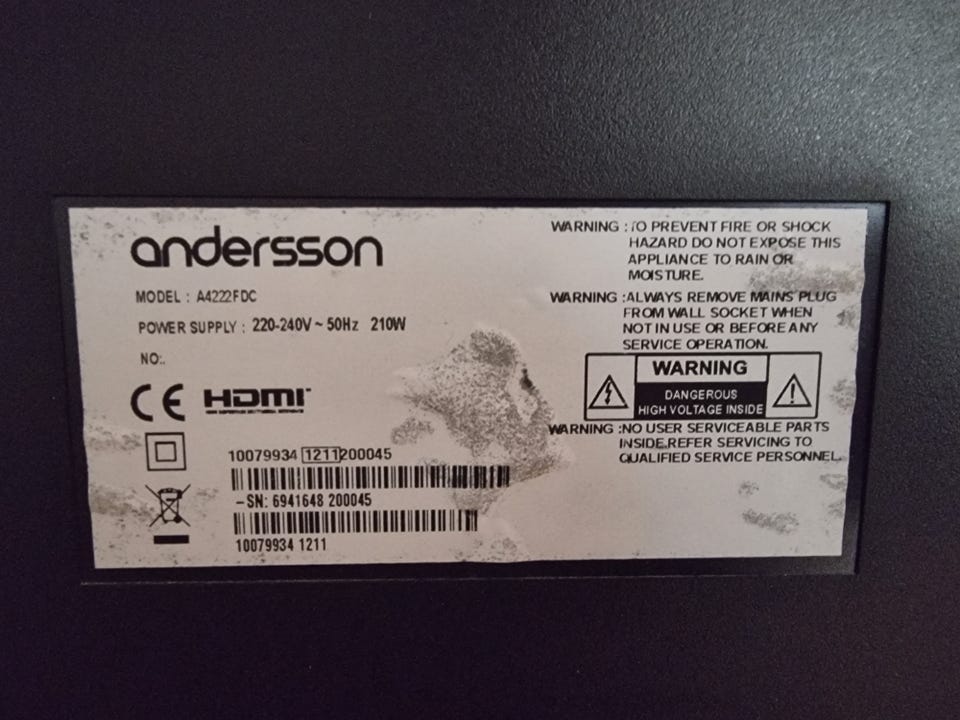 andersson
MODEL : A4222FDC
POWER SUPPLY : 220-240V ~ 50Hz 210W
NO:.
CE HDMI
10079934 1211200045
-SN: 6941648 200045
10079934 1211
WARNING :TO PREVENT FIRE OR SHOCK
HAZARD DO NOT EXPOSE THIS
APPLIANCE TO RAIN OR
MOISTURE.
WARNING :ALWAYS REMOVE MAINS PLUG
FROM WALL SOCKET WHEN
NOT IN USE OR BEFORE ANY
SERVICE OPERATION.
WARNING
DANGEROUS
HIGH VOLTAGE INSIDE
WARNING :NO USER SERVICEABLE PARTS
INSIDE.REFER SERVICING TO
QUALIFIED SERVICE PERSONNEL.